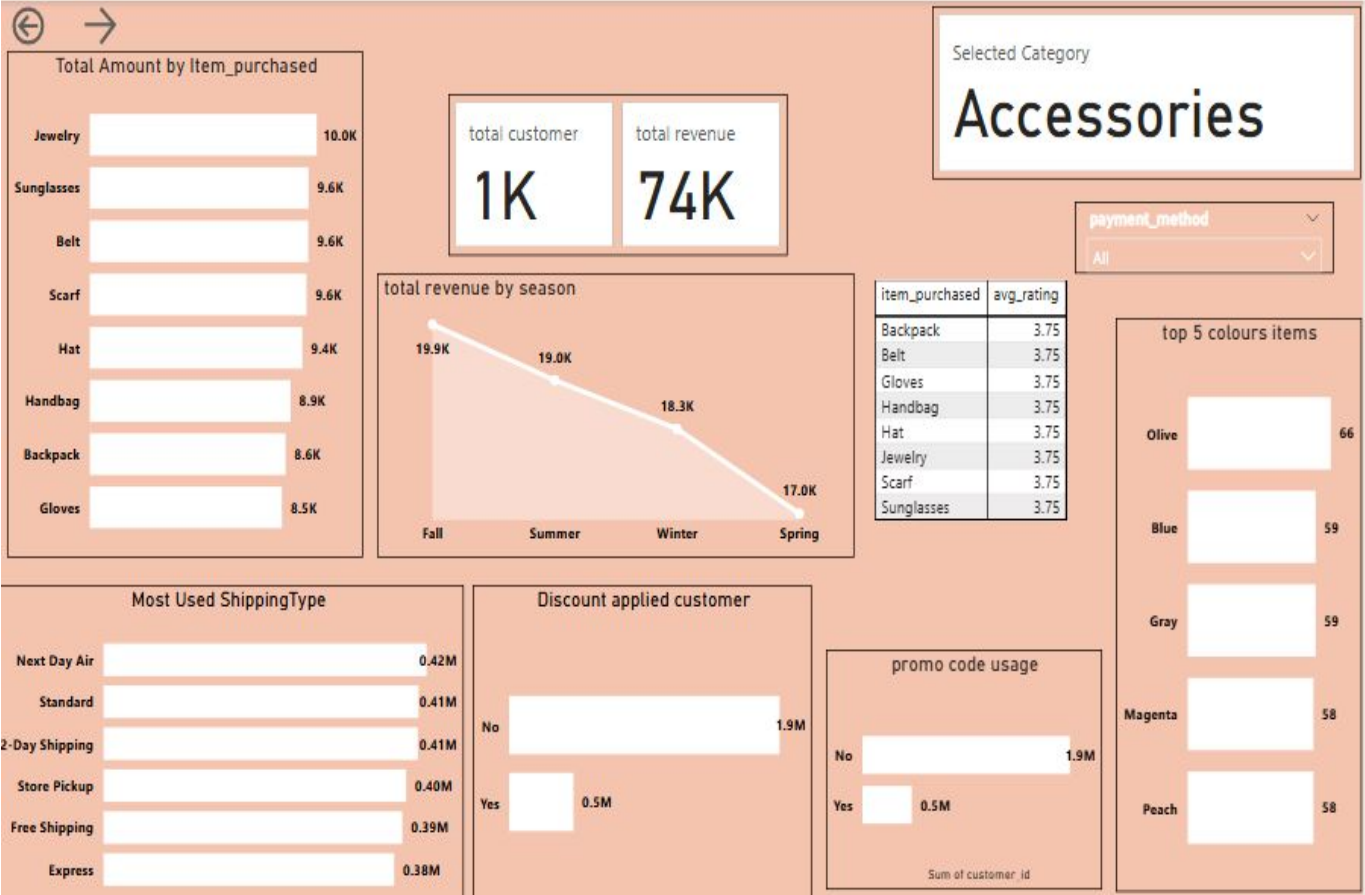 Total Amount by Item_purchased
Jewelry 10.0K
Sunglasses 9.6K
Belt 9.6K
Scarf 9.6K
Hat 9.4K
Handbag 8.9K
Backpack 8.6K
Gloves 8.5K
total customer
1K
total revenue
74K
Selected Category
Accessories
payment_method
All
total revenue by season
19.9K
19.0K
18.3K
17.0K
Fall Summer Winter Spring
item_purchased avg_rating
Backpack 3.75
Belt 3.75
Gloves 3.75
Handbag 3.75
Hat 3.75
Jewelry 3.75
Scarf 3.75
Sunglasses 3.75
top 5 colours items
Olive 66
Blue 59
Gray 59
Magenta 58
Peach 58
Most Used ShippingType
Next Day Air 0.42M
Standard 0.41M
2-Day Shipping 0.41M
Store Pickup 0.40M
Free Shipping 0.39M
Express 0.38M
Discount applied customer
No 1.9M
Yes 0.5M
promo code usage
No 1.9M
Yes 0.5M
Sum of customer_id